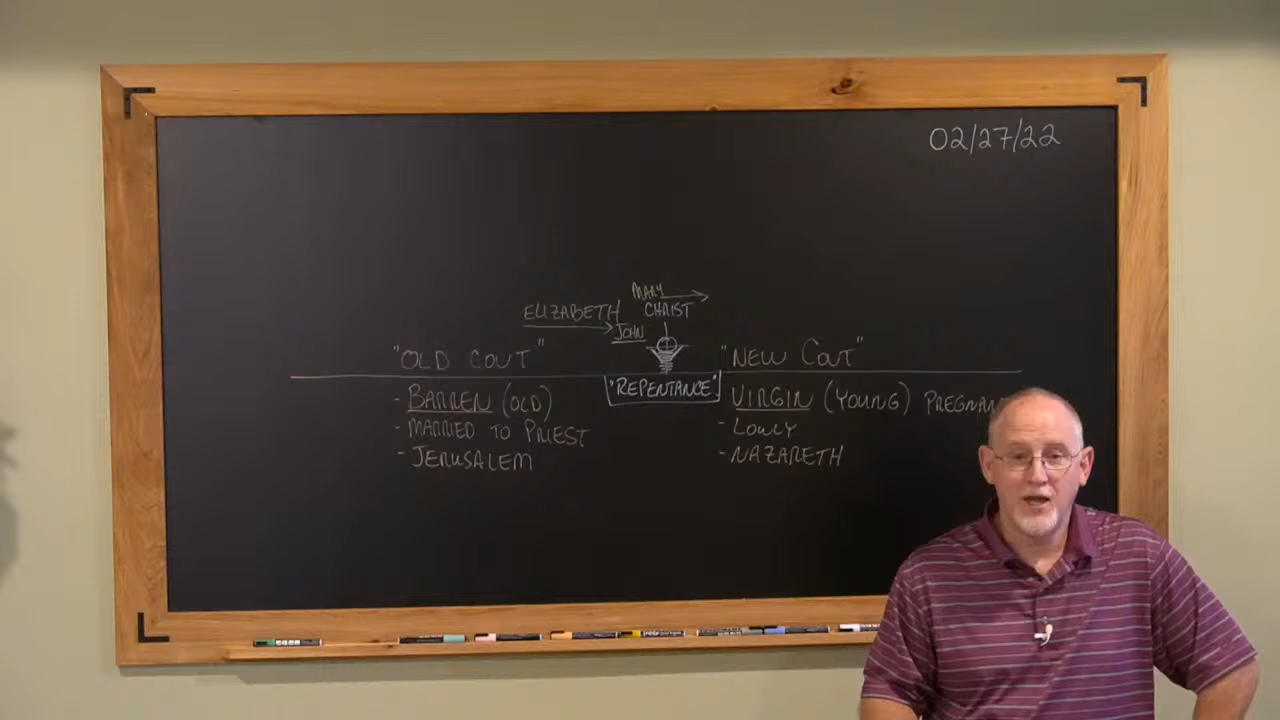 02/27/22
MARY
ELIZABETH CHRIST
JOHN
"OLD COVT" "NEW COVT"
"REPENTANCE"
- BARREN (OLD)
- MARRIED TO PRIEST
- JERUSALEM
VIRGIN (YOUNG)
- LOWLY
- NAZARETH